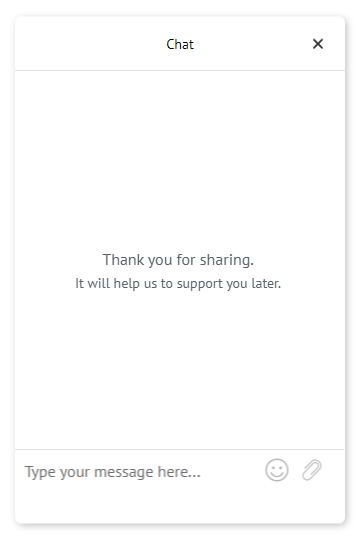 Chat
Thank you for sharing.
It will help us to support you later.
Type your message here...